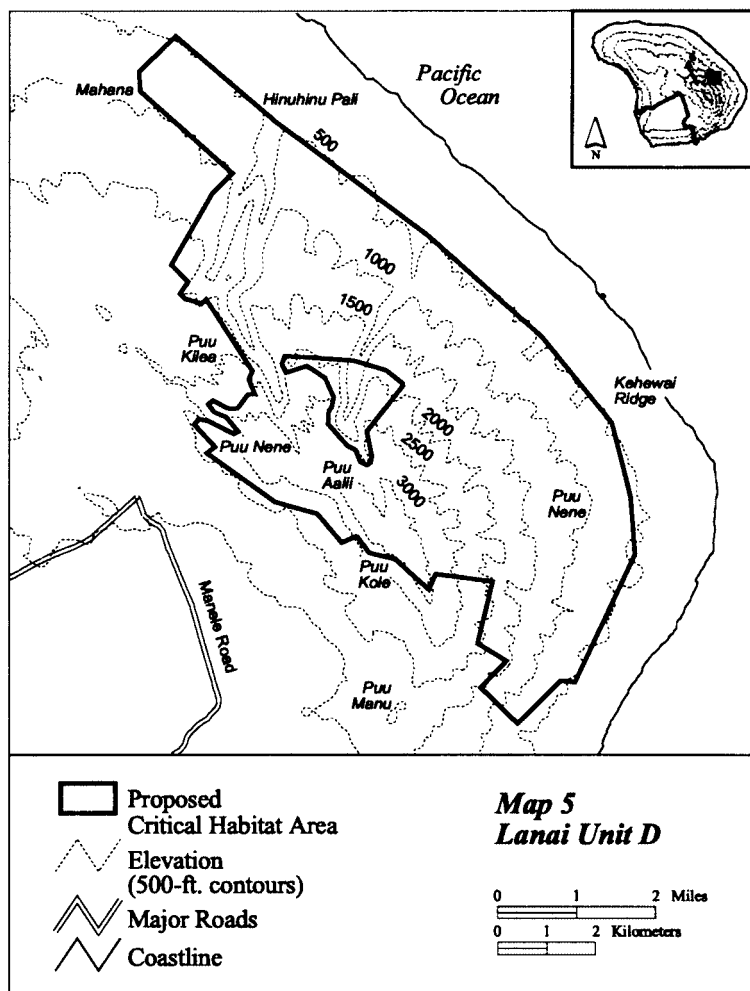 Pacific
Ocean
N
Mahana
Hinuhinu Pali
500
1000
1500
Puu
Kilea
Kehewai
Ridge
2000
2500
3000
Puu Nene
Puu
Aalii
Puu
Nene
Puu
Kole
Manele Road
Puu
Manu
Proposed
Critical Habitat Area
Elevation
(500-ft. contours)
Major Roads
Coastline
Map 5
Lanai Unit D
0 1 2 Miles
0 1 2 Kilometers